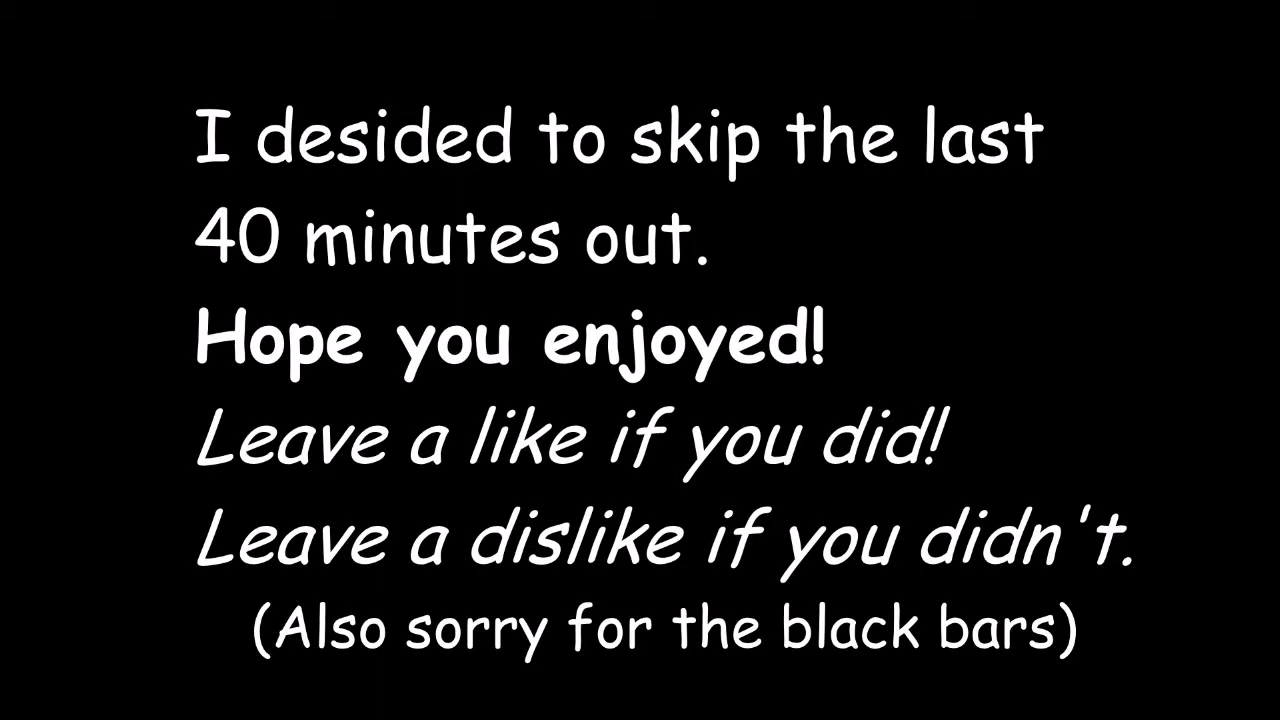 I desided to skip the last
40 minutes out.
Hope you enjoyed!
Leave a like if you did!
Leave a dislike if you didn't.
(Also sorry for the black bars)